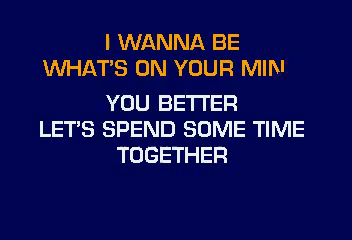 I WANNA BE
WHAT'S ON YOUR MIN
YOU BETTER
LET'S SPEND SOME TIME
TOGETHER